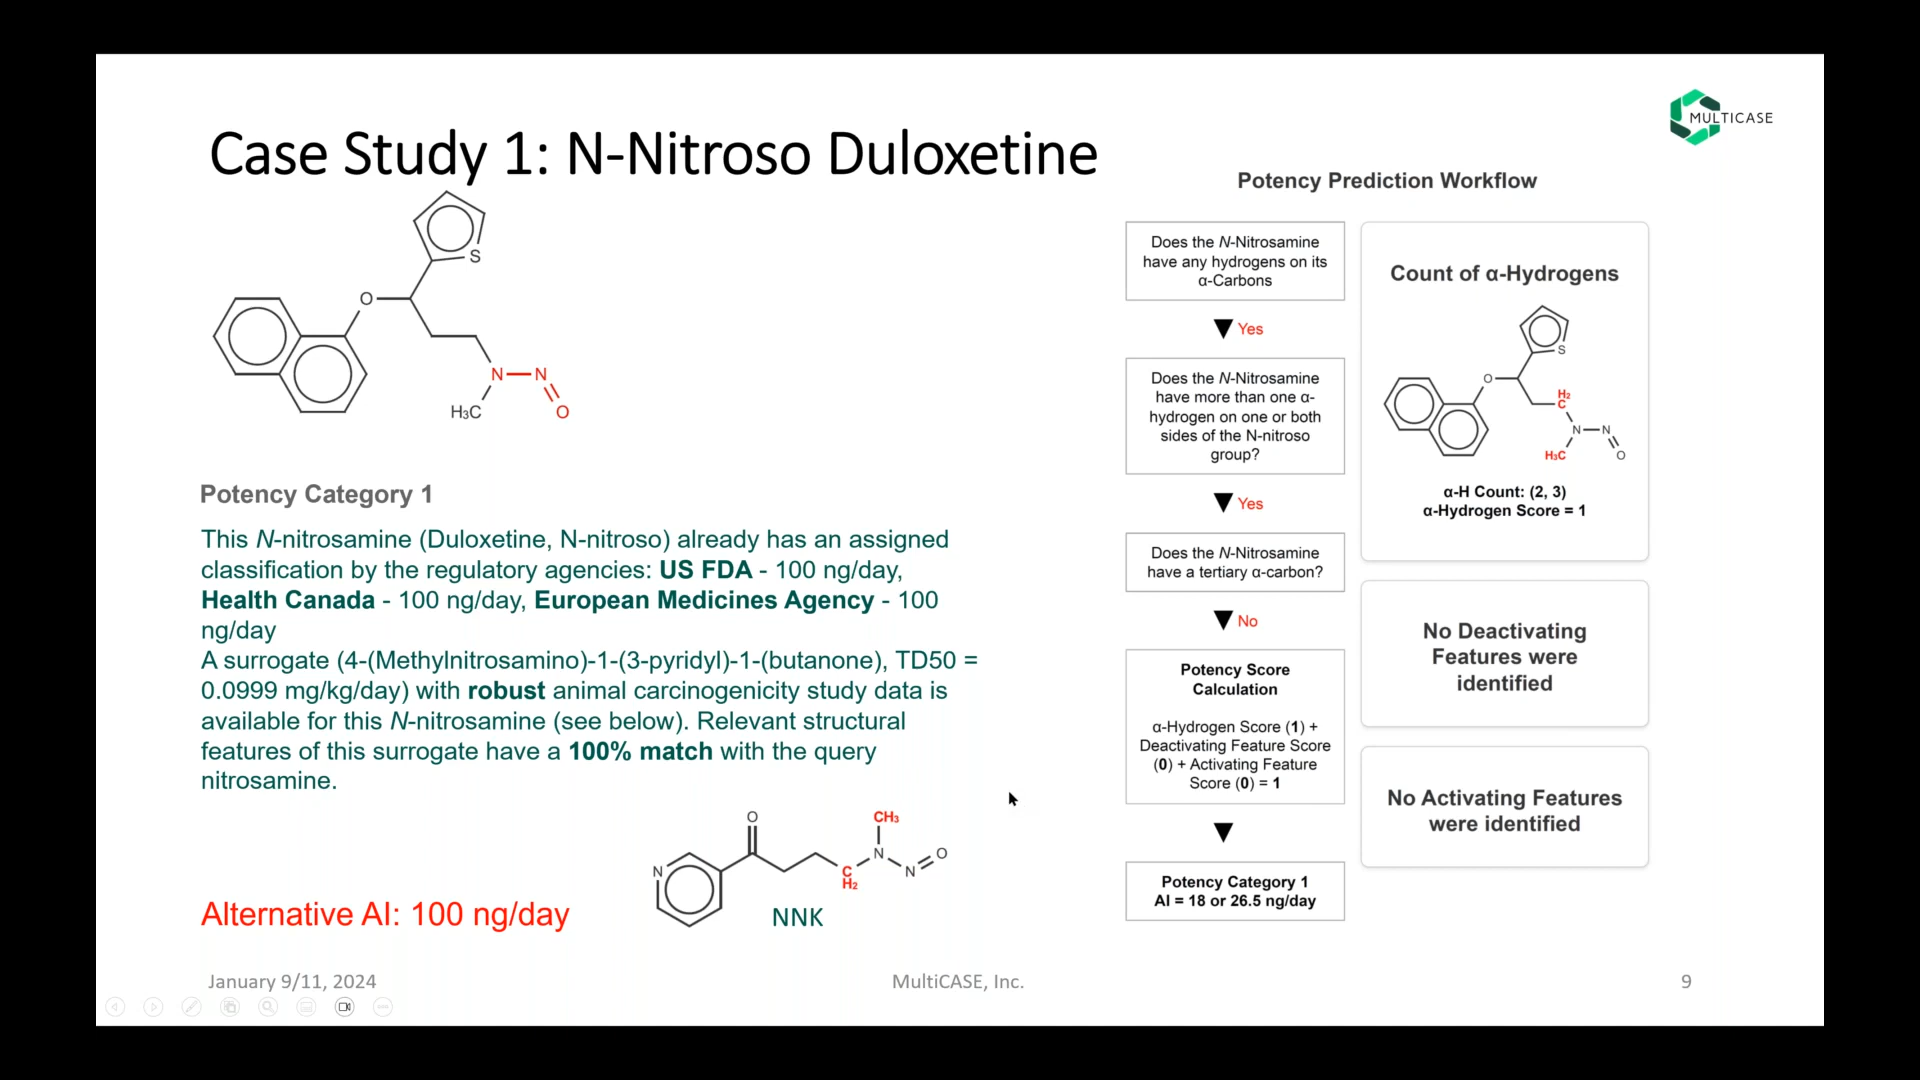 MULTICASE
Case Study 1: N-Nitroso Duloxetine
S
O
N
N
H₃C
O
Potency Category 1
This N-nitrosamine (Duloxetine, N-nitroso) already has an assigned
classification by the regulatory agencies: US FDA - 100 ng/day,
Health Canada - 100 ng/day, European Medicines Agency - 100
ng/day
A surrogate (4-(Methylnitrosamino)-1-(3-pyridyl)-1-(butanone), TD50 =
0.0999 mg/kg/day) with robust animal carcinogenicity study data is
available for this N-nitrosamine (see below). Relevant structural
features of this surrogate have a 100% match with the query
nitrosamine.
O
CH₃
N
O
N
C
H₂
N
NNK
Alternative AI: 100 ng/day
Potency Prediction Workflow
Does the N-Nitrosamine
have any hydrogens on its
α-Carbons
Yes
Does the N-Nitrosamine
have more than one α-
hydrogen on one or both
sides of the N-nitroso
group?
Yes
Does the N-Nitrosamine
have a tertiary α-carbon?
No
Potency Score
Calculation
α-Hydrogen Score (1) +
Deactivating Feature Score
(0) + Activating Feature
Score (0) = 1
Potency Category 1
AI = 18 or 26.5 ng/day
Count of α-Hydrogens
S
O
H₂
C
N
N
H₃C
O
α-H Count: (2, 3)
α-Hydrogen Score = 1
No Deactivating
Features were
identified
No Activating Features
were identified
January 9/11, 2024
MultiCASE, Inc.
9